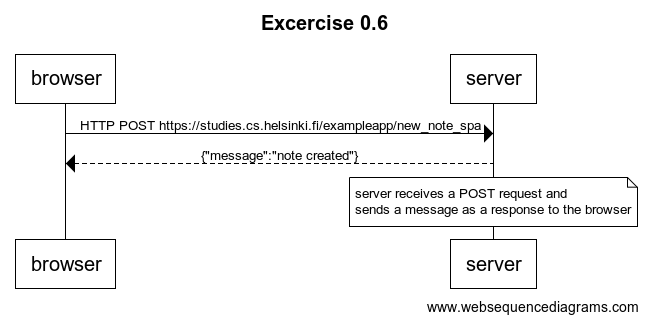 Excercise 0.6
browser
server
HTTP POST https://studies.cs.helsinki.fi/exampleapp/new_note_spa
{"message":"note created"}
server receives a POST request and
sends a message as a response to the browser
browser
server
www.websequencediagrams.com